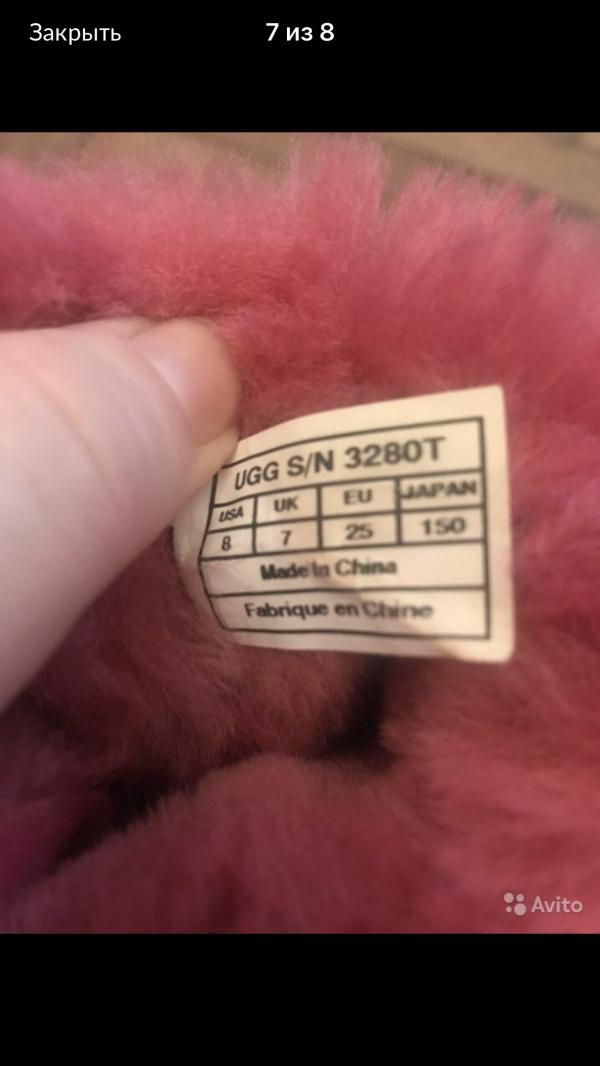 Закрыть 7 из 8
UGG S/N 3280T
USA UK EU JAPAN
8 7 25 150
Made In China
Fabrique en Chine
Avito